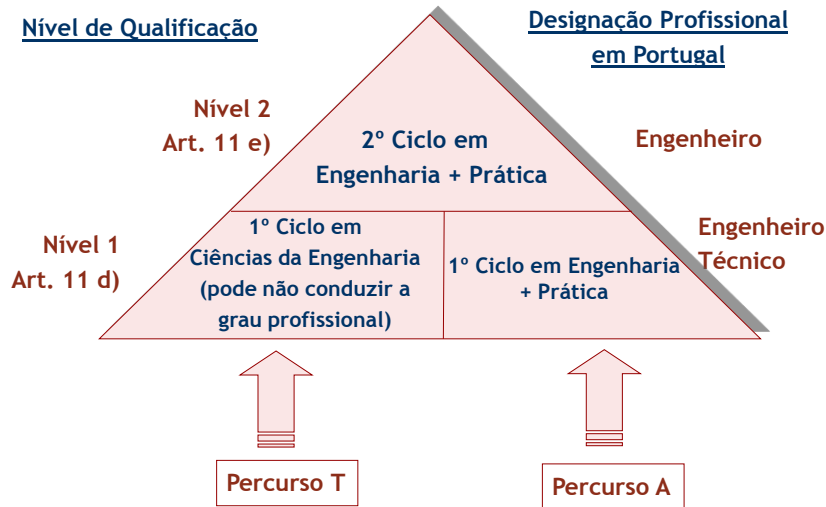 Nível de Qualificação
Designação Profissional
em Portugal
Nível 2
Art. 11 e)
2º Ciclo em
Engenharia + Prática
Engenheiro
Nível 1
Art. 11 d)
1º Ciclo em
Ciências da Engenharia
(pode não conduzir a
grau profissional)
1º Ciclo em Engenharia
+ Prática
Engenheiro
Técnico
Percurso T
Percurso A